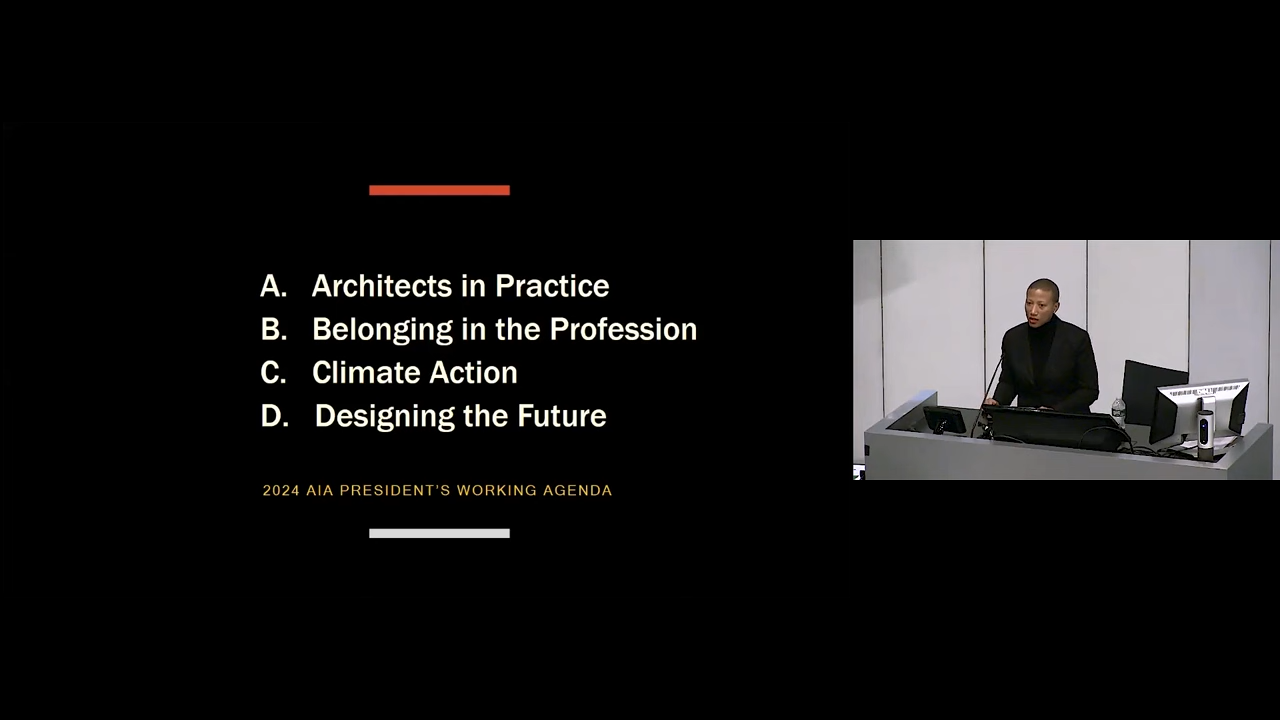 A. Architects in Practice
B. Belonging in the Profession
C. Climate Action
D. Designing the Future
2024 AIA PRESIDENT’S WORKING AGENDA